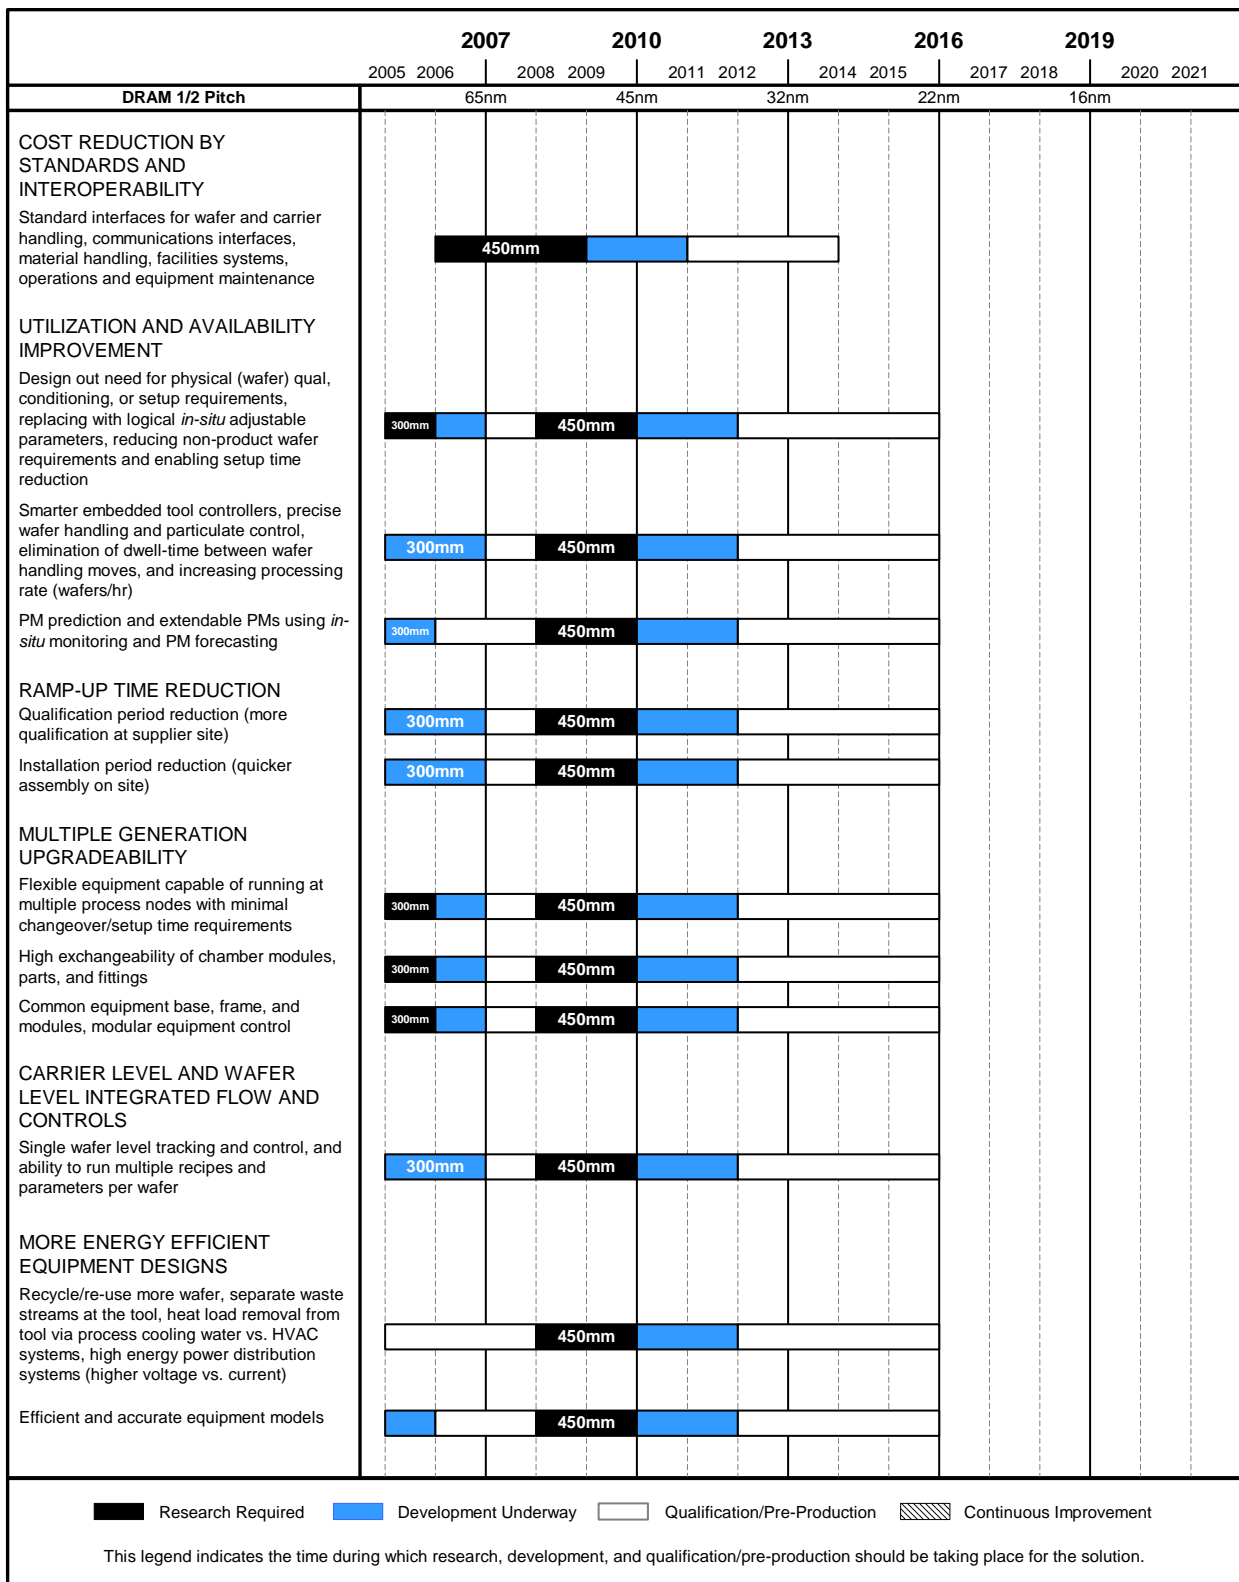 2007 2010 2013 2016 2019
2005 2006 2008 2009 2011 2012 2014 2015 2017 2018 2020 2021
DRAM 1/2 Pitch 65nm 45nm 32nm 22nm 16nm
COST REDUCTION BY
STANDARDS AND
INTEROPERABILITY
Standard interfaces for wafer and carrier
handling, communications interfaces,
material handling, facilities systems,
operations and equipment maintenance
450mm
UTILIZATION AND AVAILABILITY
IMPROVEMENT
Design out need for physical (wafer) qual,
conditioning, or setup requirements,
replacing with logical in-situ adjustable
parameters, reducing non-product wafer
requirements and enabling setup time
reduction
300mm 450mm
Smarter embedded tool controllers, precise
wafer handling and particulate control,
elimination of dwell-time between wafer
handling moves, and increasing processing
rate (wafers/hr)
300mm 450mm
PM prediction and extendable PMs using in-
situ monitoring and PM forecasting
300mm 450mm
RAMP-UP TIME REDUCTION
Qualification period reduction (more
qualification at supplier site)
300mm 450mm
Installation period reduction (quicker
assembly on site)
300mm 450mm
MULTIPLE GENERATION
UPGRADEABILITY
Flexible equipment capable of running at
multiple process nodes with minimal
changeover/setup time requirements
300mm 450mm
High exchangeability of chamber modules,
parts, and fittings
300mm 450mm
Common equipment base, frame, and
modules, modular equipment control
300mm 450mm
CARRIER LEVEL AND WAFER
LEVEL INTEGRATED FLOW AND
CONTROLS
Single wafer level tracking and control, and
ability to run multiple recipes and
parameters per wafer
300mm 450mm
MORE ENERGY EFFICIENT
EQUIPMENT DESIGNS
Recycle/re-use more wafer, separate waste
streams at the tool, heat load removal from
tool via process cooling water vs. HVAC
systems, high energy power distribution
systems (higher voltage vs. current)
450mm
Efficient and accurate equipment models
450mm
Research Required Development Underway Qualification/Pre-Production Continuous Improvement
This legend indicates the time during which research, development, and qualification/pre-production should be taking place for the solution.